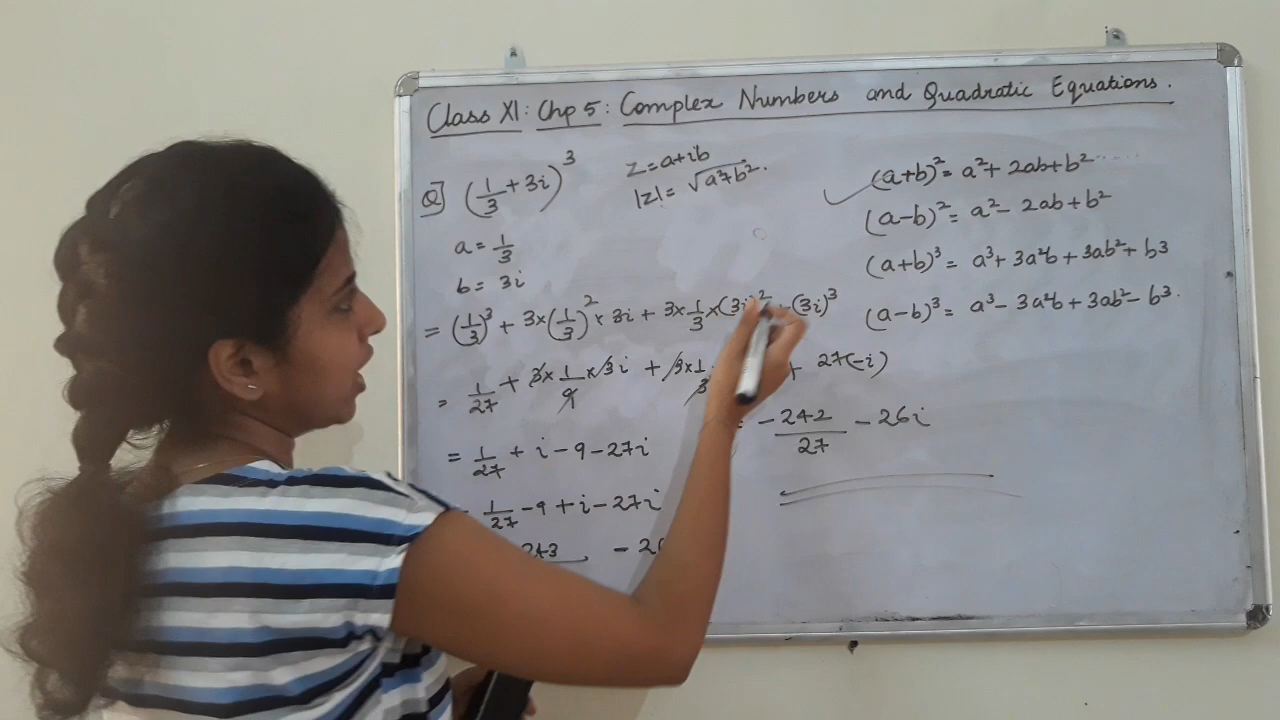 Class XI: Chp 5: Complex Numbers and Quadratic Equations.
Q] (1/3 + 3i)³
z = a+ib
|z| = √a²+b².
a = 1/3
b = 3i
= (1/3)³ + 3×(1/3)²× 3i + 3×1/3×(3i)² (3i)³
= 1/27 + 3×1/9×3i + 3×1/3 + 27(-i)
= 1/27 + i - 9 - 27i
1/27 - 9 + i - 27i
243 - 2
= -242/27 - 26i
(a+b)² = a² + 2ab + b²
(a-b)² = a² - 2ab + b²
(a+b)³ = a³ + 3a²b + 3ab² + b³
(a-b)³ = a³ - 3a²b + 3ab² - b³.